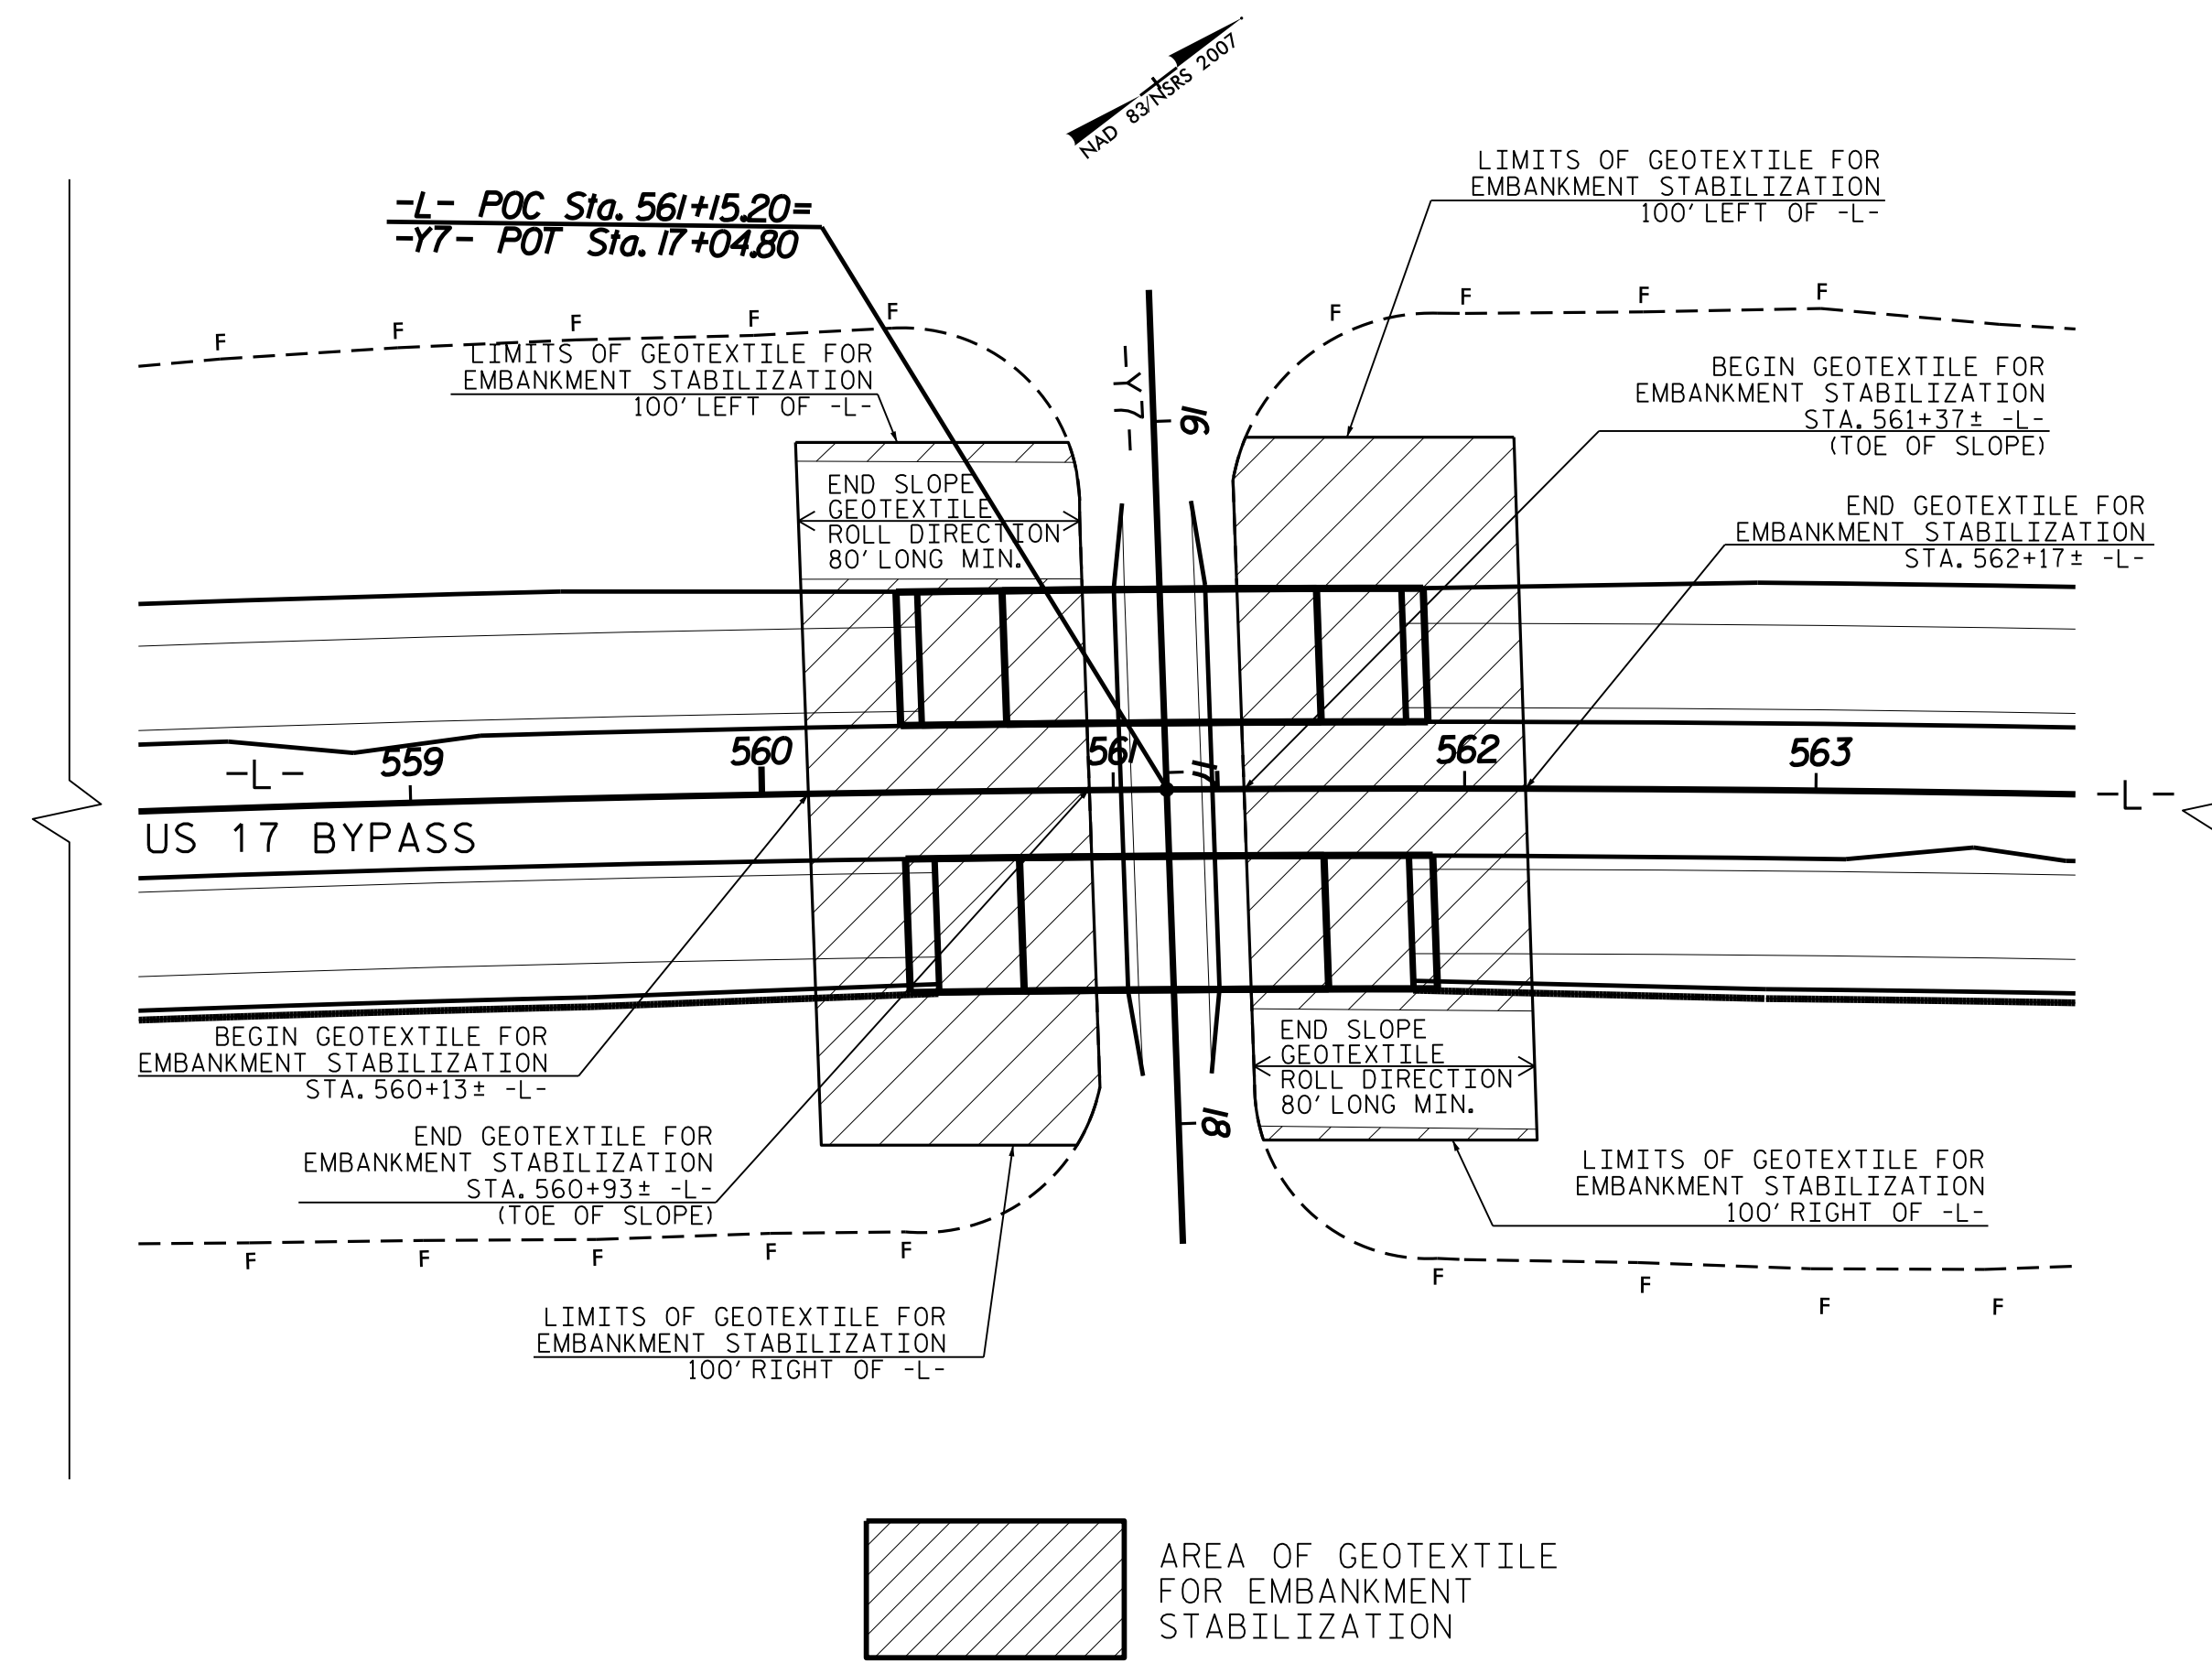 NAD 83/NSRS 2007
-L- POC Sta. 561+15.20=
-Y7- POT Sta. 17+04.80
LIMITS OF GEOTEXTILE FOR
EMBANKMENT STABILIZATION
100' LEFT OF -L-
F
F
F
F
F
F
F
F
F
LIMITS OF GEOTEXTILE FOR
EMBANKMENT STABILIZATION
100' LEFT OF -L-
BEGIN GEOTEXTILE FOR
EMBANKMENT STABILIZATION
STA. 561+37± -L-
(TOE OF SLOPE)
-Y7-
16
END SLOPE
GEOTEXTILE
ROLL DIRECTION
80' LONG MIN.
END GEOTEXTILE FOR
EMBANKMENT STABILIZATION
STA. 562+17± -L-
-L-
559
560
561
17
562
563
-L-
US 17 BYPASS
BEGIN GEOTEXTILE FOR
EMBANKMENT STABILIZATION
STA. 560+13± -L-
END SLOPE
GEOTEXTILE
ROLL DIRECTION
80' LONG MIN.
18
END GEOTEXTILE FOR
EMBANKMENT STABILIZATION
STA. 560+93± -L-
(TOE OF SLOPE)
LIMITS OF GEOTEXTILE FOR
EMBANKMENT STABILIZATION
100' RIGHT OF -L-
F
F
F
F
F
F
F
F
F
LIMITS OF GEOTEXTILE FOR
EMBANKMENT STABILIZATION
100' RIGHT OF -L-
AREA OF GEOTEXTILE
FOR EMBANKMENT
STABILIZATION